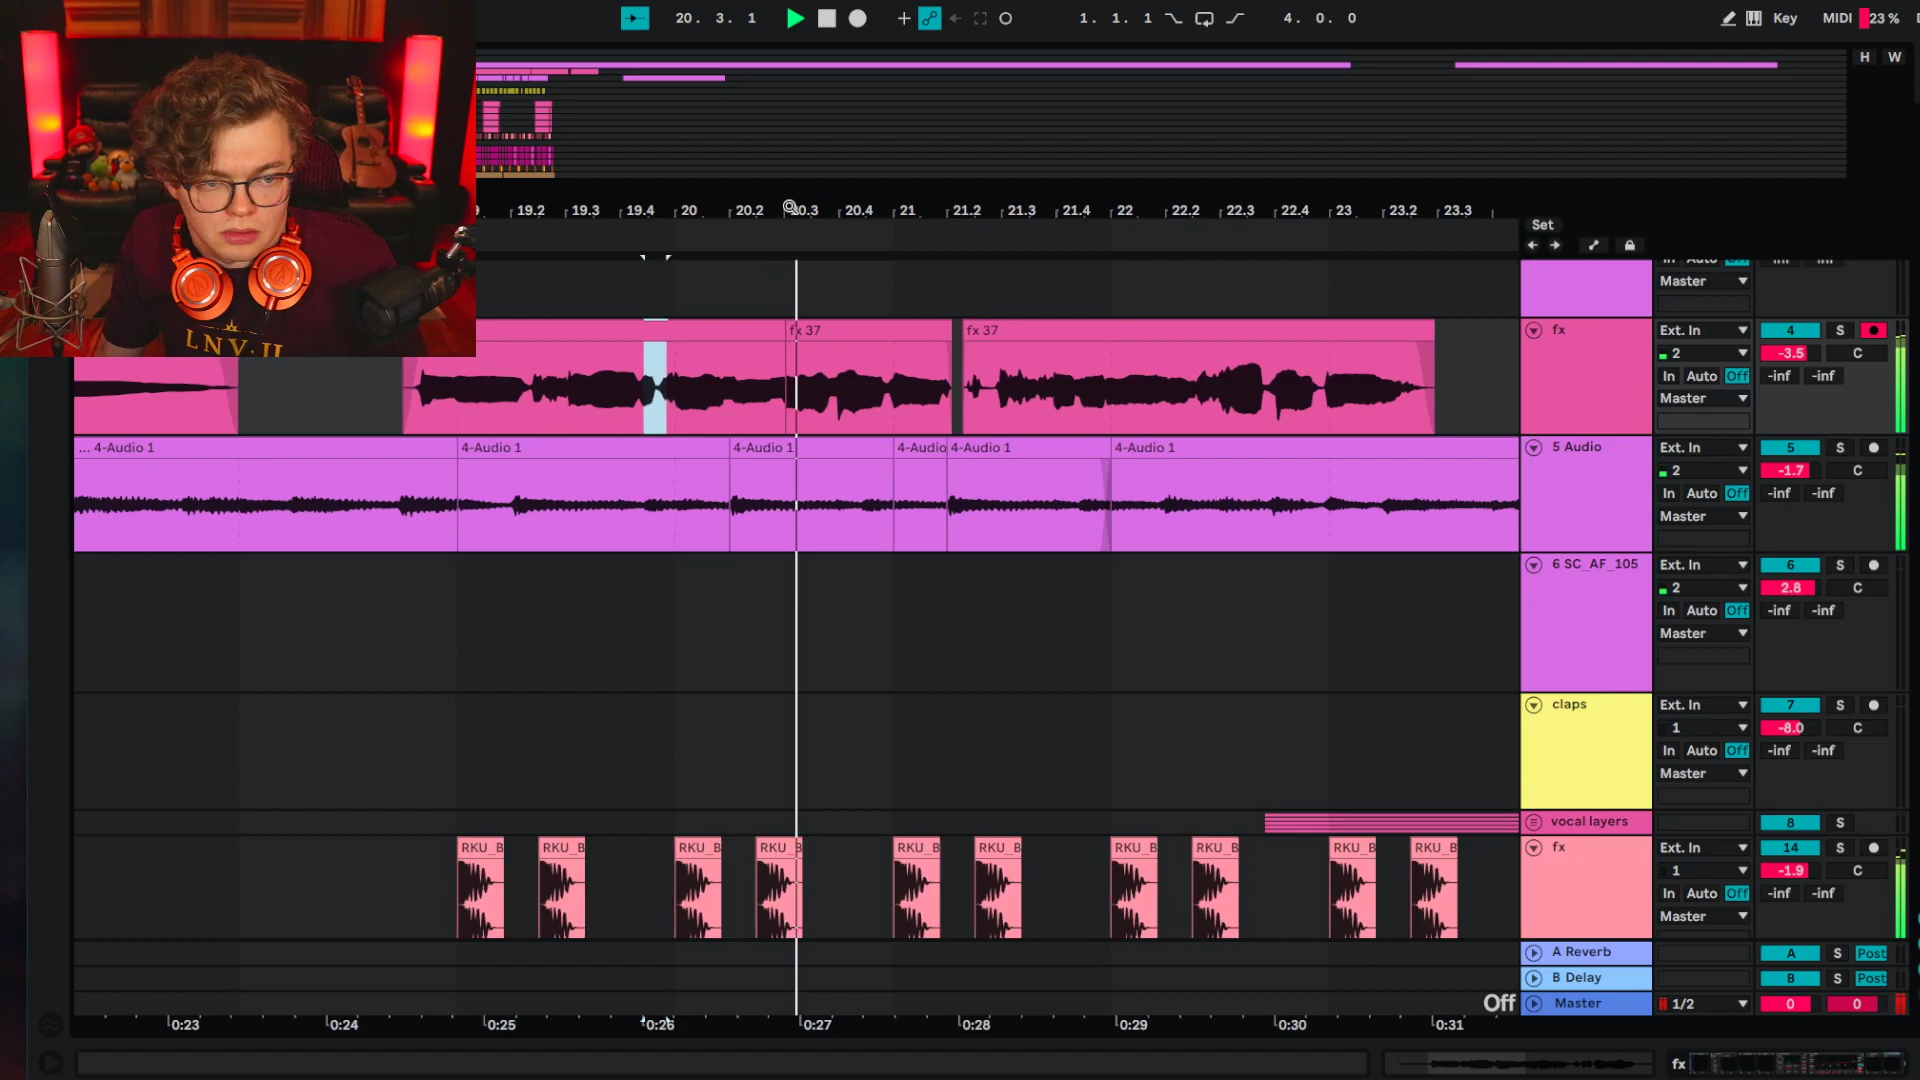 20. 3. 1
1. 1. 1
4. 0. 0
Key
MIDI
23 %
H W
19.2 19.3 19.4 20 20.2 20.3 20.4 21 21.2 21.3 21.4 22 22.2 22.3 22.4 23 23.2 23.3
Set
LNV
In Auto Off -inf -inf
Master
fx 37
fx 37
fx
Ext. In
4 S
2
-3.5 C
In Auto Off -inf -inf
Master
... 4-Audio 1
4-Audio 1
4-Audio 1
4-Audio
4-Audio 1
4-Audio 1
5 Audio
Ext. In
5 S
2
-1.7 C
In Auto Off -inf -inf
Master
6 SC_AF_105
Ext. In
6 S
2
2.8 C
In Auto Off -inf -inf
Master
claps
Ext. In
7 S
1
-8.0 C
In Auto Off -inf -inf
Master
vocal layers
8 S
RKU_B RKU_B RKU_B RKU_B RKU_B RKU_B RKU_B RKU_B RKU_B RKU_B
fx
Ext. In
14 S
1
-1.9 C
In Auto Off -inf -inf
Master
A Reverb
A S Post
B Delay
B S Post
Off
Master
1/2
0 0
0:23 0:24 0:25 0:26 0:27 0:28 0:29 0:30 0:31
fx